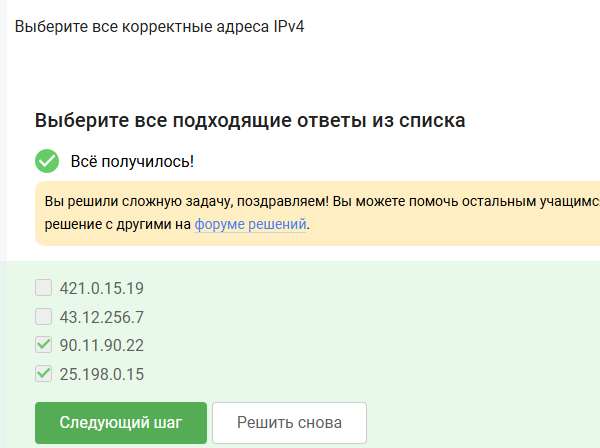 Выберите все корректные адреса IPv4
Выберите все подходящие ответы из списка
Всё получилось!
Вы решили сложную задачу, поздравляем! Вы можете помочь остальным учащимс
решение с другими на форуме решений.
421.0.15.19
43.12.256.7
90.11.90.22
25.198.0.15
Следующий шаг
Решить снова